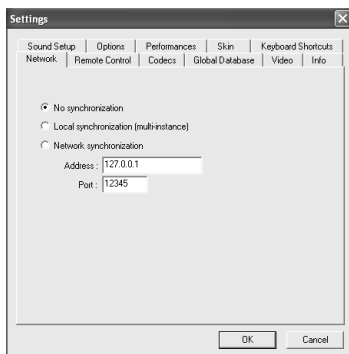 Settings
Sound Setup Options Performances Skin Keyboard Shortcuts
Network Remote Control Codecs Global Database Video Info
No synchronization
Local synchronization (multi-instance)
Network synchronization
Address : 127.0.0.1
Port : 12345
OK Cancel